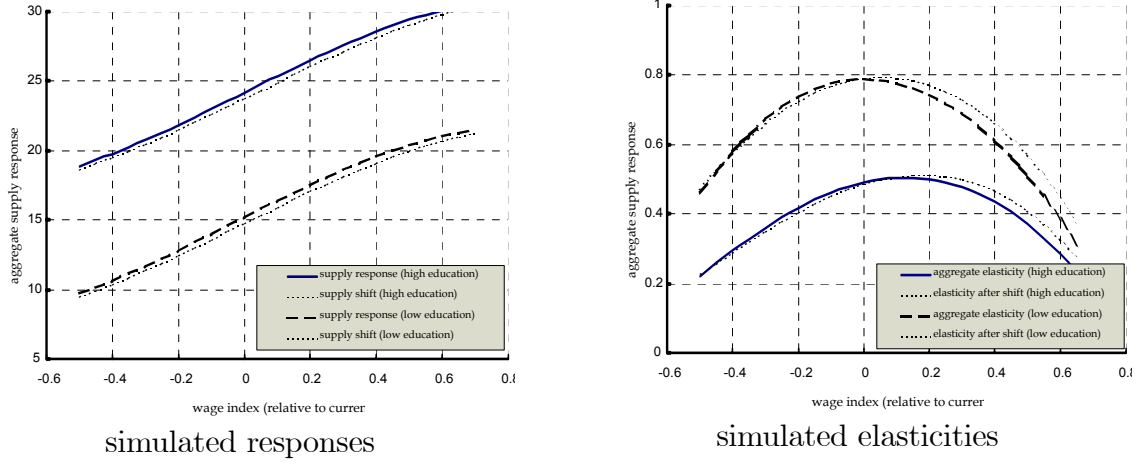 30
25
20
15
10
5
-0.6
-0.4
-0.2
0
0.2
0.4
0.6
0.8
aggregate supply response
supply response (high education)
supply shift (high education)
supply response (low education)
supply shift (low education)
wage index (relative to currer
simulated responses
1
0.8
0.6
0.4
0.2
0
-0.6
-0.4
-0.2
0
0.2
0.4
0.6
0.8
aggregate supply response
aggregate elasticity (high education)
elasticity after shift (high education)
aggregate elasticity (low education)
elasticity after shift (low education)
wage index (relative to currer
simulated elasticities